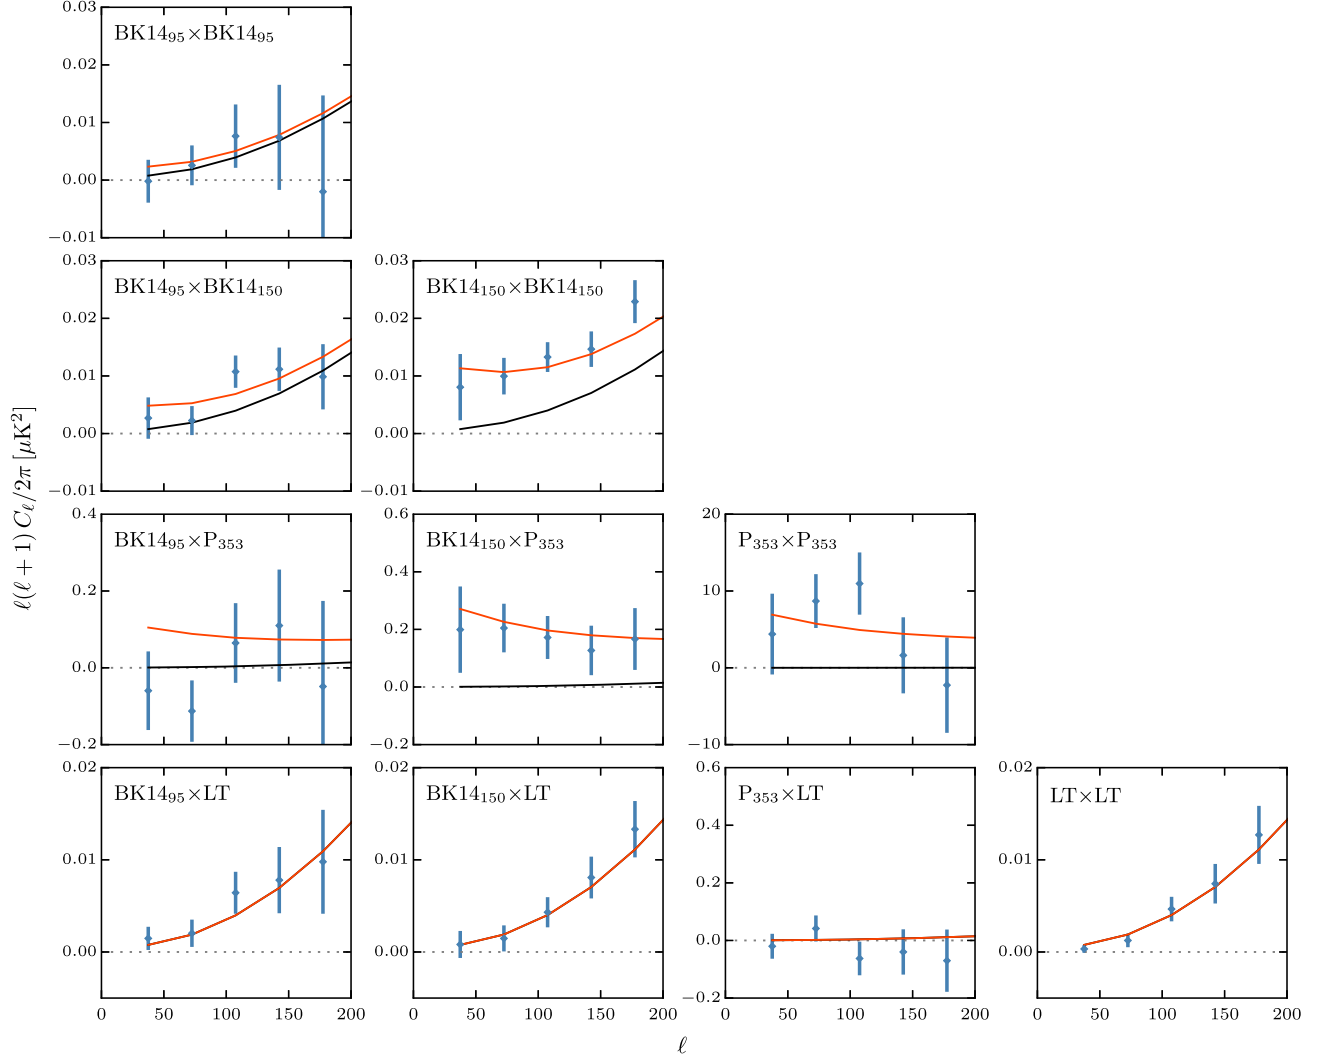 0.03
BK14₉₅×BK14₉₅
0.02
0.01
0.00
−0.01
0.03 0.03
BK14₉₅×BK14₁₅₀ BK14₁₅₀×BK14₁₅₀
0.02 0.02
0.01 0.01
0.00 0.00
−0.01 −0.01
ℓ(ℓ + 1) C_ℓ/2π [μK²]
0.4 0.6 20
BK14₉₅×P₃₅₃ BK14₁₅₀×P₃₅₃ P₃₅₃×P₃₅₃
0.2 0.4 10
0.0 0.2 0
0.0
−0.2 −0.2 −10
0.02 0.02 0.6 0.02
BK14₉₅×LT BK14₁₅₀×LT P₃₅₃×LT LT×LT
0.4
0.01 0.01 0.2 0.01
0.00 0.00 0.0 0.00
−0.2
0 50 100 150 200 0 50 100 150 200 0 50 100 150 200 0 50 100 150 200
ℓ